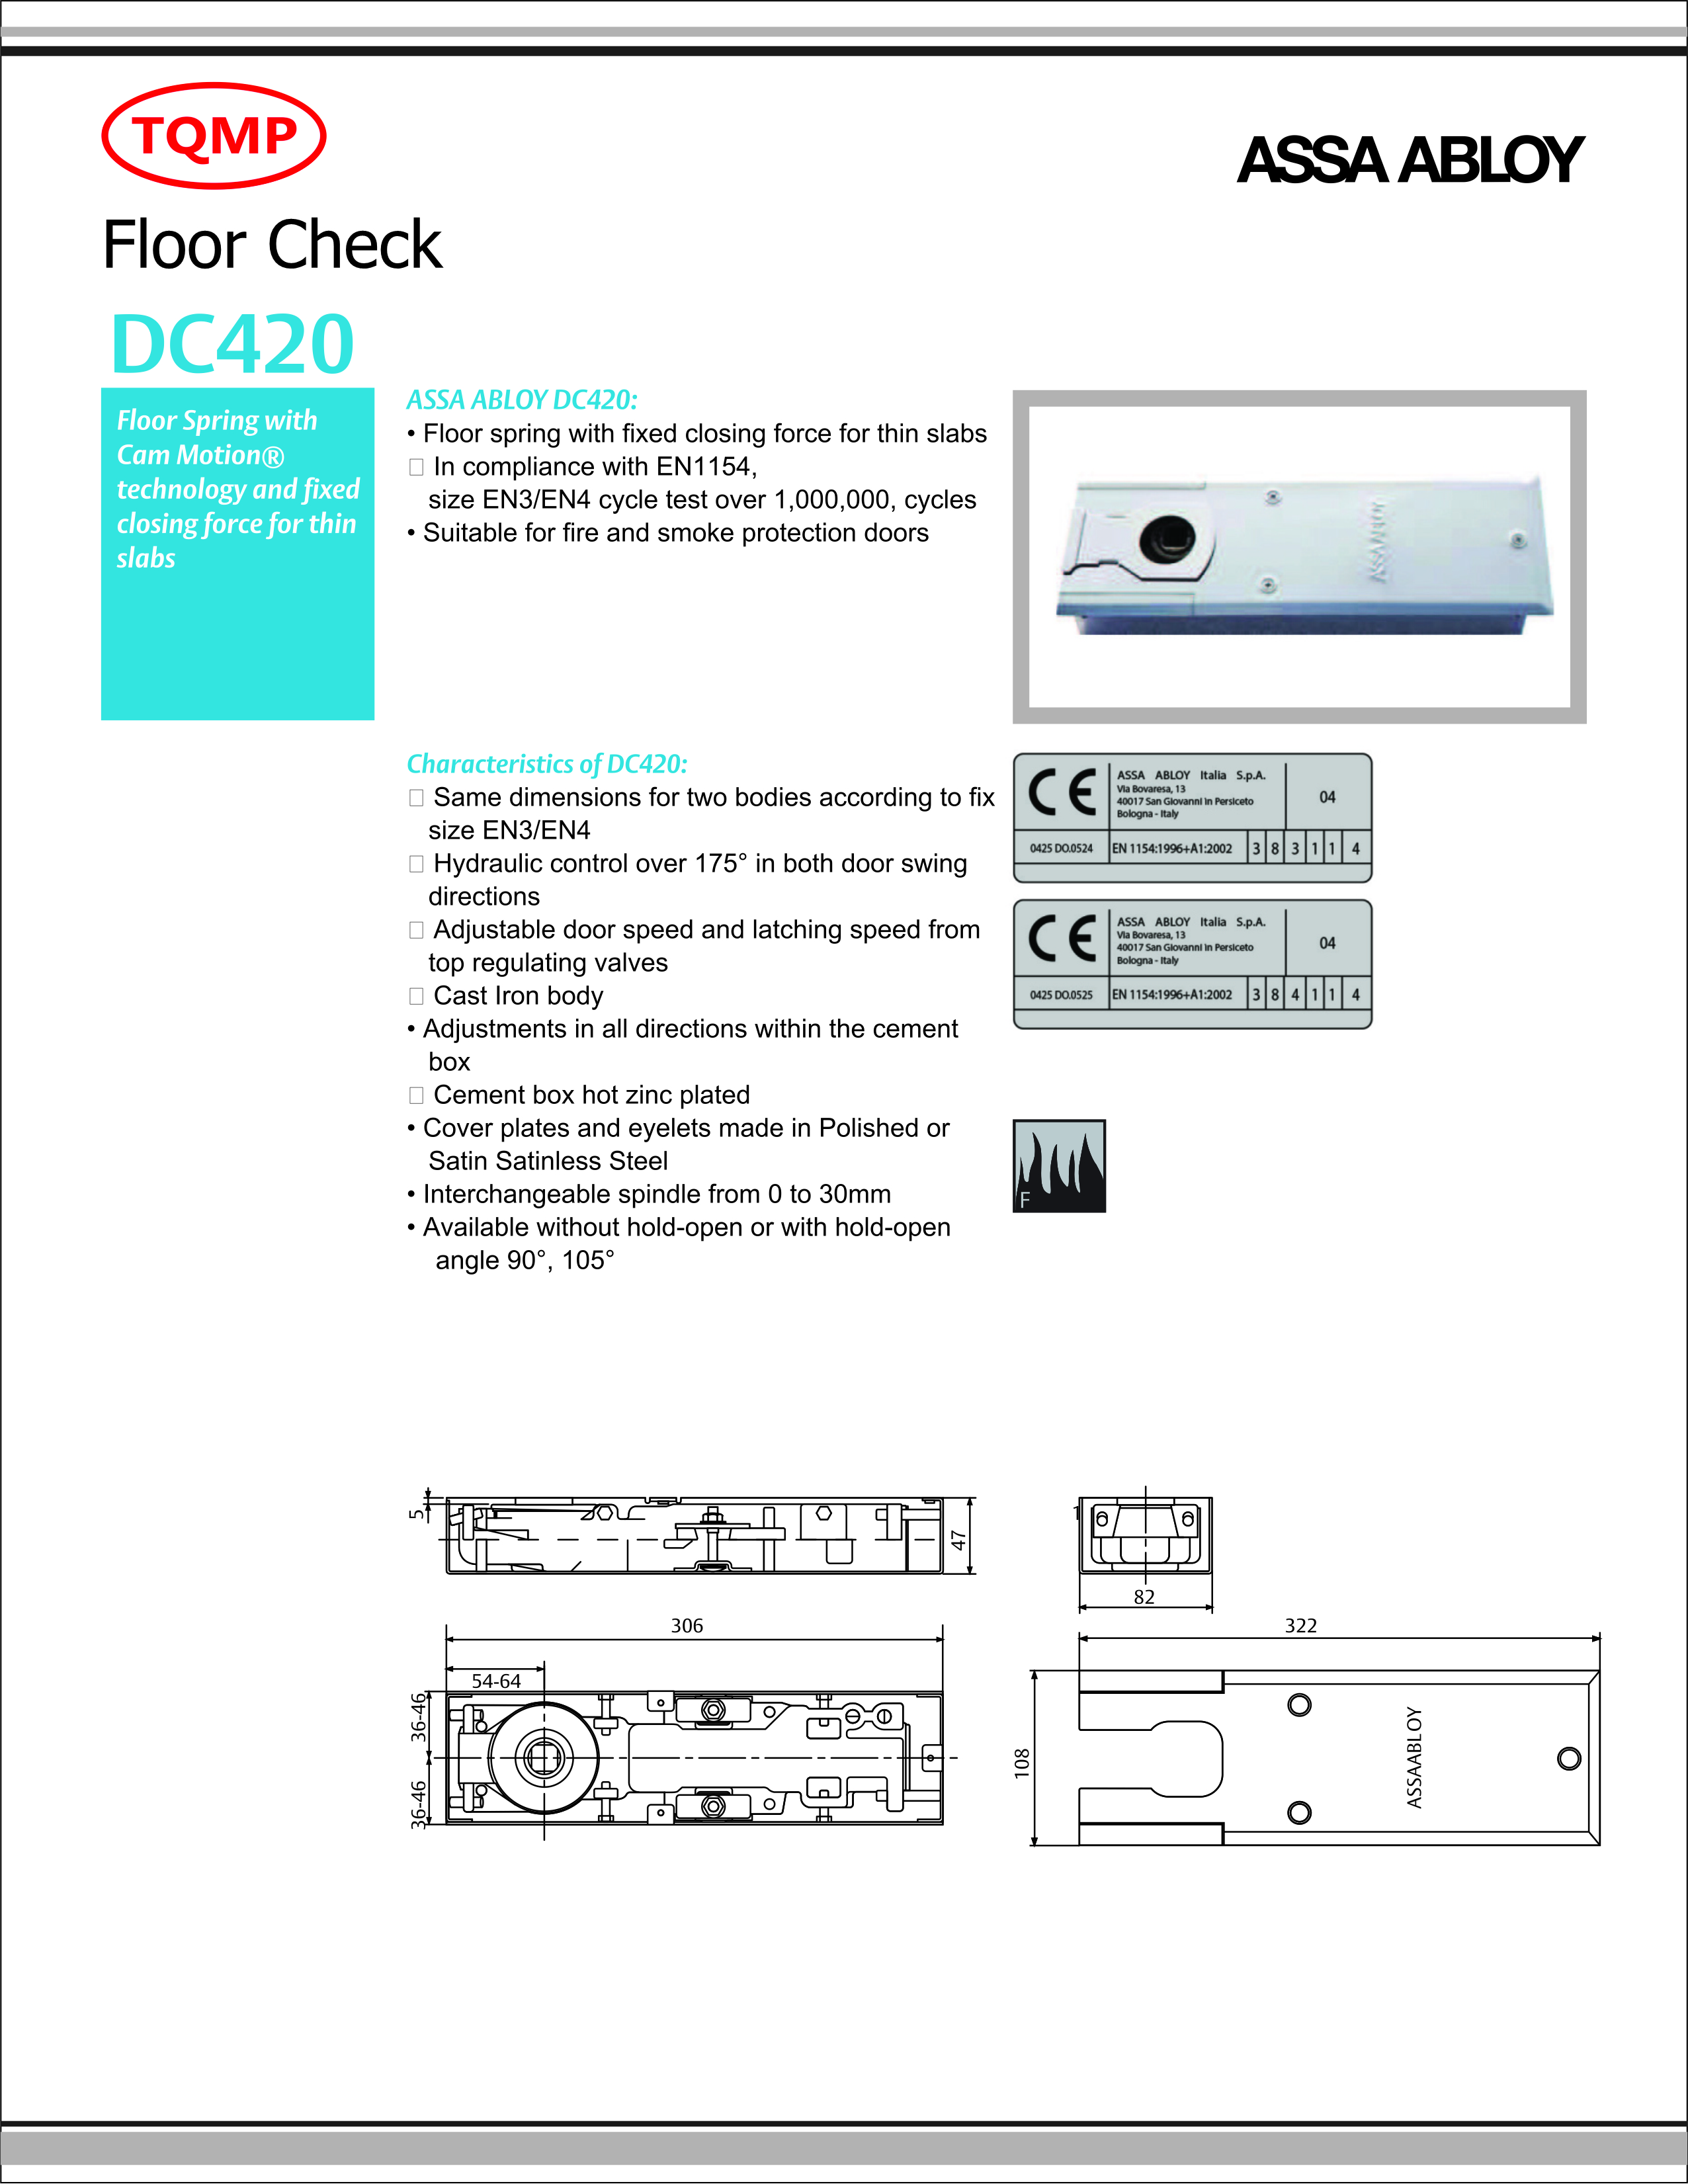 TQMP
ASSA ABLOY
Floor Check
DC420
Floor Spring with
Cam Motion®
technology and fixed
closing force for thin
slabs
ASSA ABLOY DC420:
• Floor spring with fixed closing force for thin slabs
□ In compliance with EN1154,
size EN3/EN4 cycle test over 1,000,000, cycles
• Suitable for fire and smoke protection doors
ASSA ABLOY
Characteristics of DC420:
□ Same dimensions for two bodies according to fix
size EN3/EN4
□ Hydraulic control over 175° in both door swing
directions
□ Adjustable door speed and latching speed from
top regulating valves
□ Cast Iron body
• Adjustments in all directions within the cement
box
□ Cement box hot zinc plated
• Cover plates and eyelets made in Polished or
Satin Satinless Steel
• Interchangeable spindle from 0 to 30mm
• Available without hold-open or with hold-open
angle 90°, 105°
CE
ASSA ABLOY Italia S.p.A.
Via Bovaresa, 13
40017 San Giovanni in Persiceto
Bologna - Italy
04
0425 DO.0524 EN 1154:1996+A1:2002 3 8 3 1 1 4
CE
ASSA ABLOY Italia S.p.A.
Via Bovaresa, 13
40017 San Giovanni in Persiceto
Bologna - Italy
04
0425 DO.0525 EN 1154:1996+A1:2002 3 8 4 1 1 4
F
5
47
1
82
306
54-64
36-46
36-46
322
108
ASSAABLOY